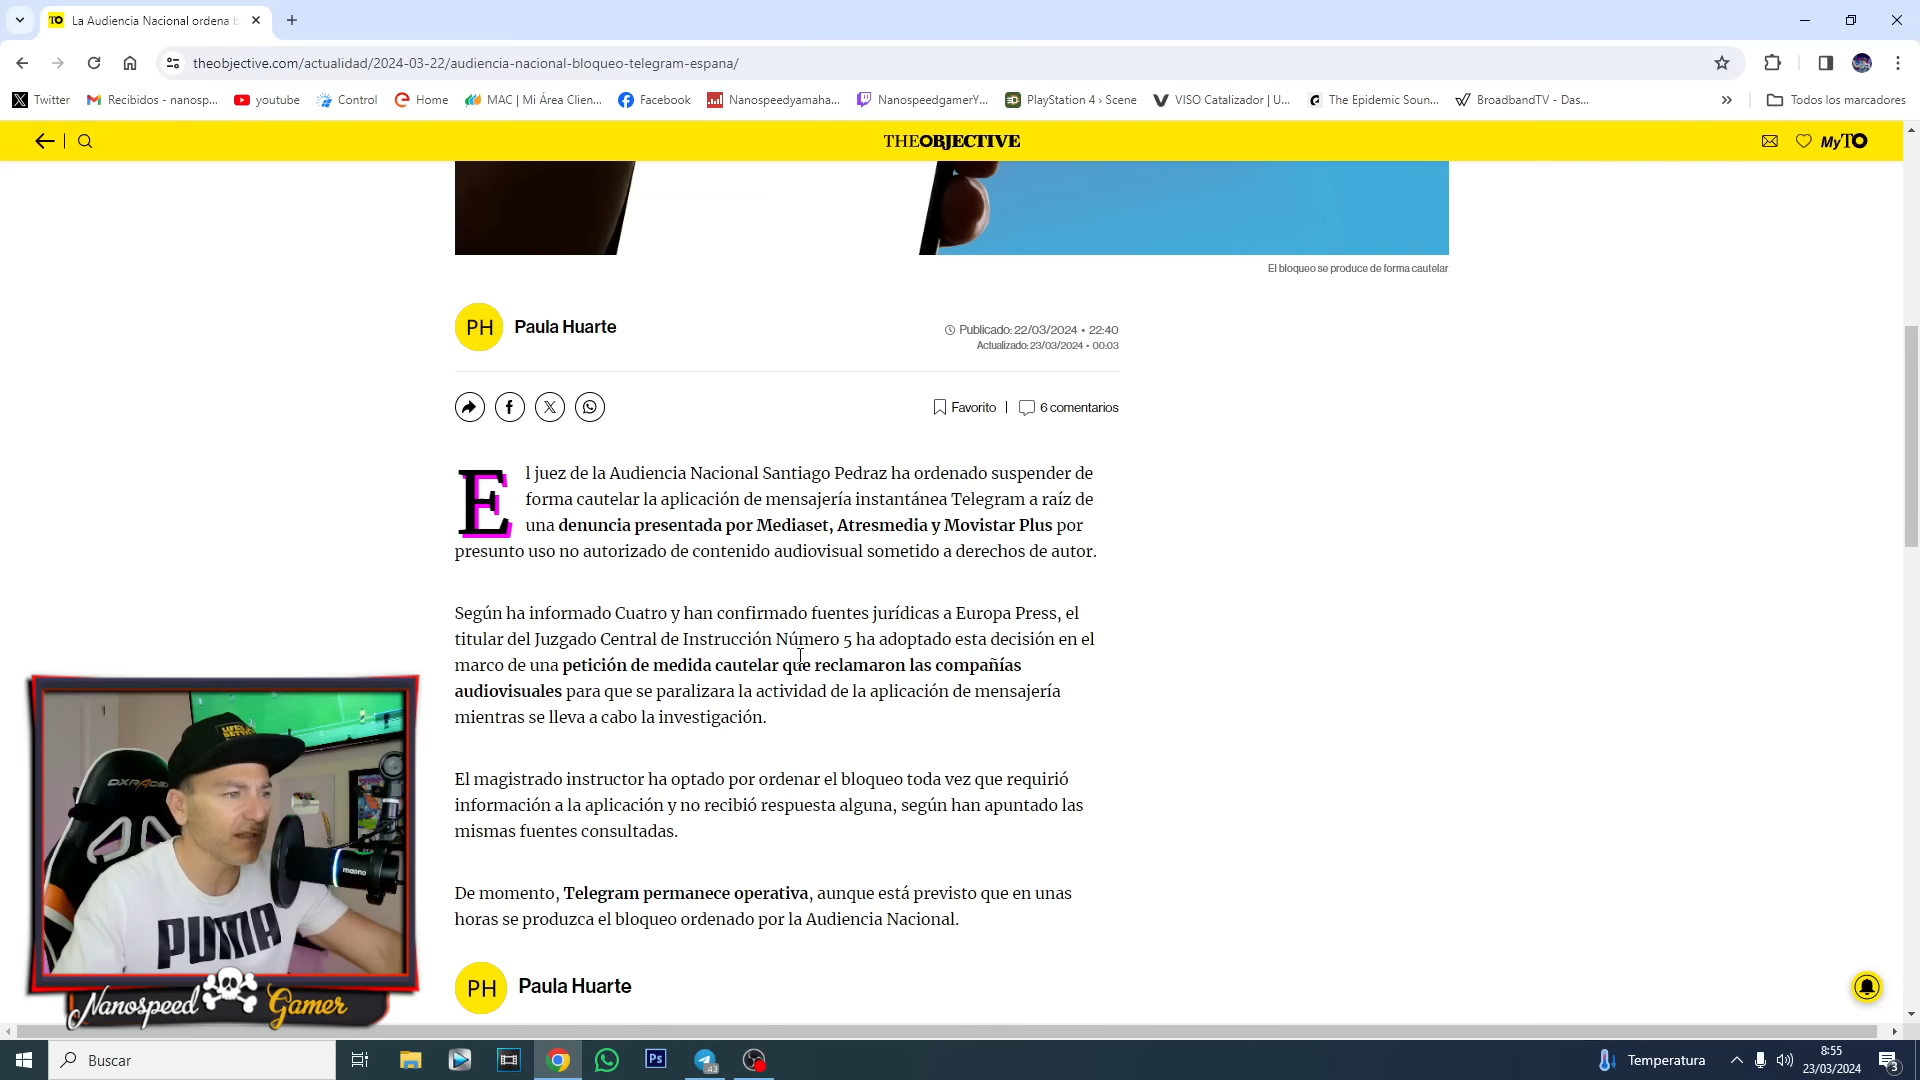 La Audiencia Nacional ordena b
theobjective.com/actualidad/2024-03-22/audiencia-nacional-bloqueo-telegram-espana/
Twitter
Recibidos - nanosp...
youtube
Control
Home
MAC | Mi Área Clien...
Facebook
Nanospeedyamaha...
NanospeedgamerY...
PlayStation 4 › Scene
VISO Catalizador | U...
The Epidemic Soun...
BroadbandTV - Das...
Todos los marcadores
THEOBJECTIVE
MyTO
El bloqueo se produce de forma cautelar
PH
Paula Huarte
Publicado: 22/03/2024 • 22:40
Actualizado: 23/03/2024 • 00:03
Favorito
6 comentarios
El juez de la Audiencia Nacional Santiago Pedraz ha ordenado suspender de
forma cautelar la aplicación de mensajería instantánea Telegram a raíz de
una denuncia presentada por Mediaset, Atresmedia y Movistar Plus por
presunto uso no autorizado de contenido audiovisual sometido a derechos de autor.
Según ha informado Cuatro y han confirmado fuentes jurídicas a Europa Press, el
titular del Juzgado Central de Instrucción Número 5 ha adoptado esta decisión en el
marco de una petición de medida cautelar que reclamaron las compañías
audiovisuales para que se paralizara la actividad de la aplicación de mensajería
mientras se lleva a cabo la investigación.
El magistrado instructor ha optado por ordenar el bloqueo toda vez que requirió
información a la aplicación y no recibió respuesta alguna, según han apuntado las
mismas fuentes consultadas.
De momento, Telegram permanece operativa, aunque está previsto que en unas
horas se produzca el bloqueo ordenado por la Audiencia Nacional.
PH
Paula Huarte
PUMA
maono
Nanospeed Gamer
Buscar
Ps
43
Temperatura
8:55
23/03/2024
3